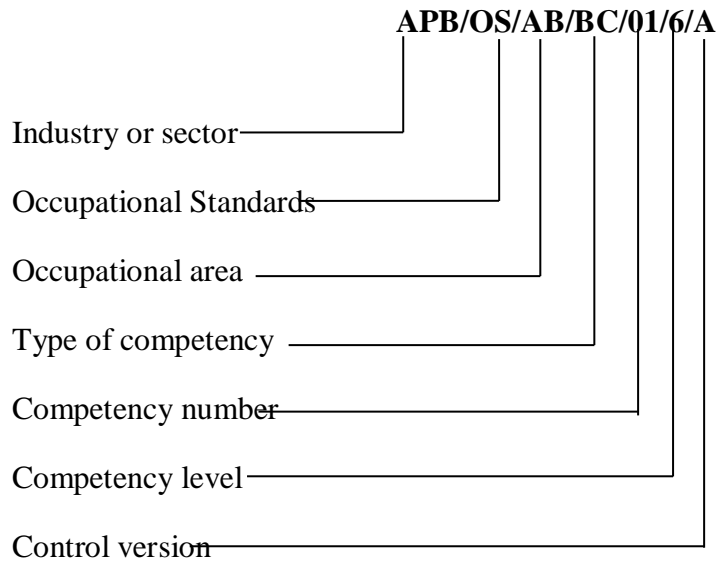 APB/OS/AB/BC/01/6/A
Industry or sector
Occupational Standards
Occupational area
Type of competency
Competency number
Competency level
Control version